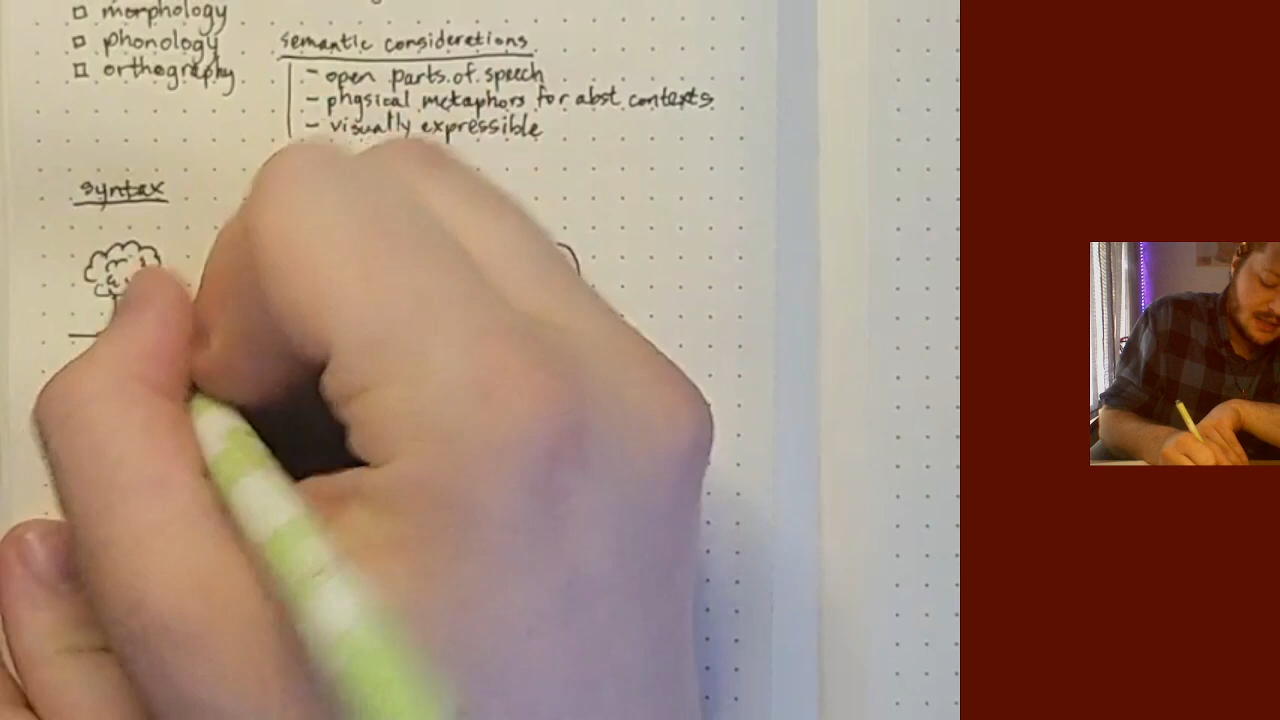 morphology
phonology
orthography
semantic considerations
- open parts of speech
- physical metaphors for abst contexts
- visually expressible
syntax